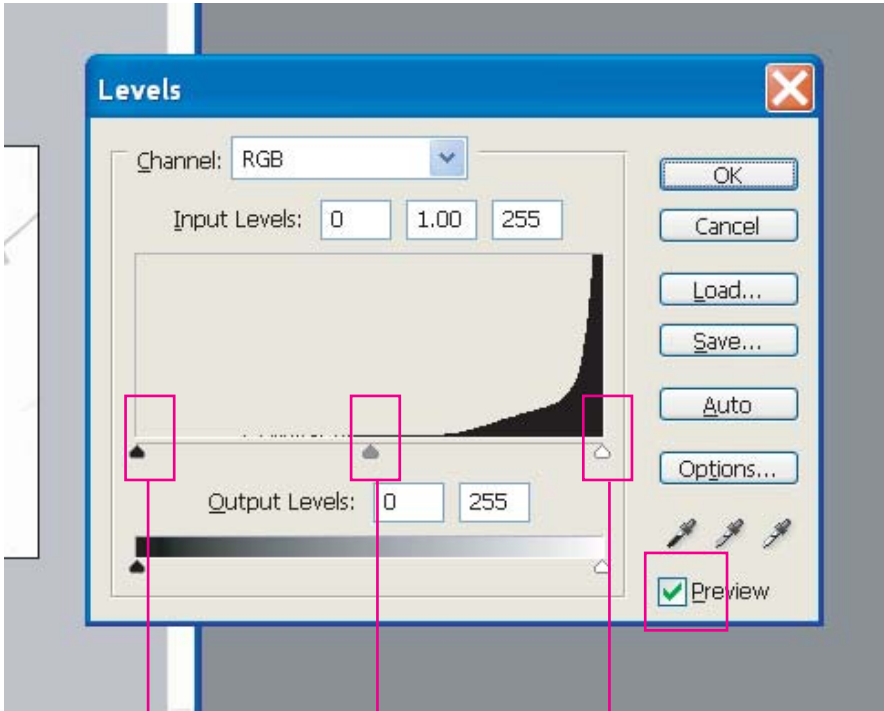 Levels
Channel: RGB
Input Levels: 0 1.00 255
Output Levels: 0 255
OK
Cancel
Load...
Save...
Auto
Options...
Preview